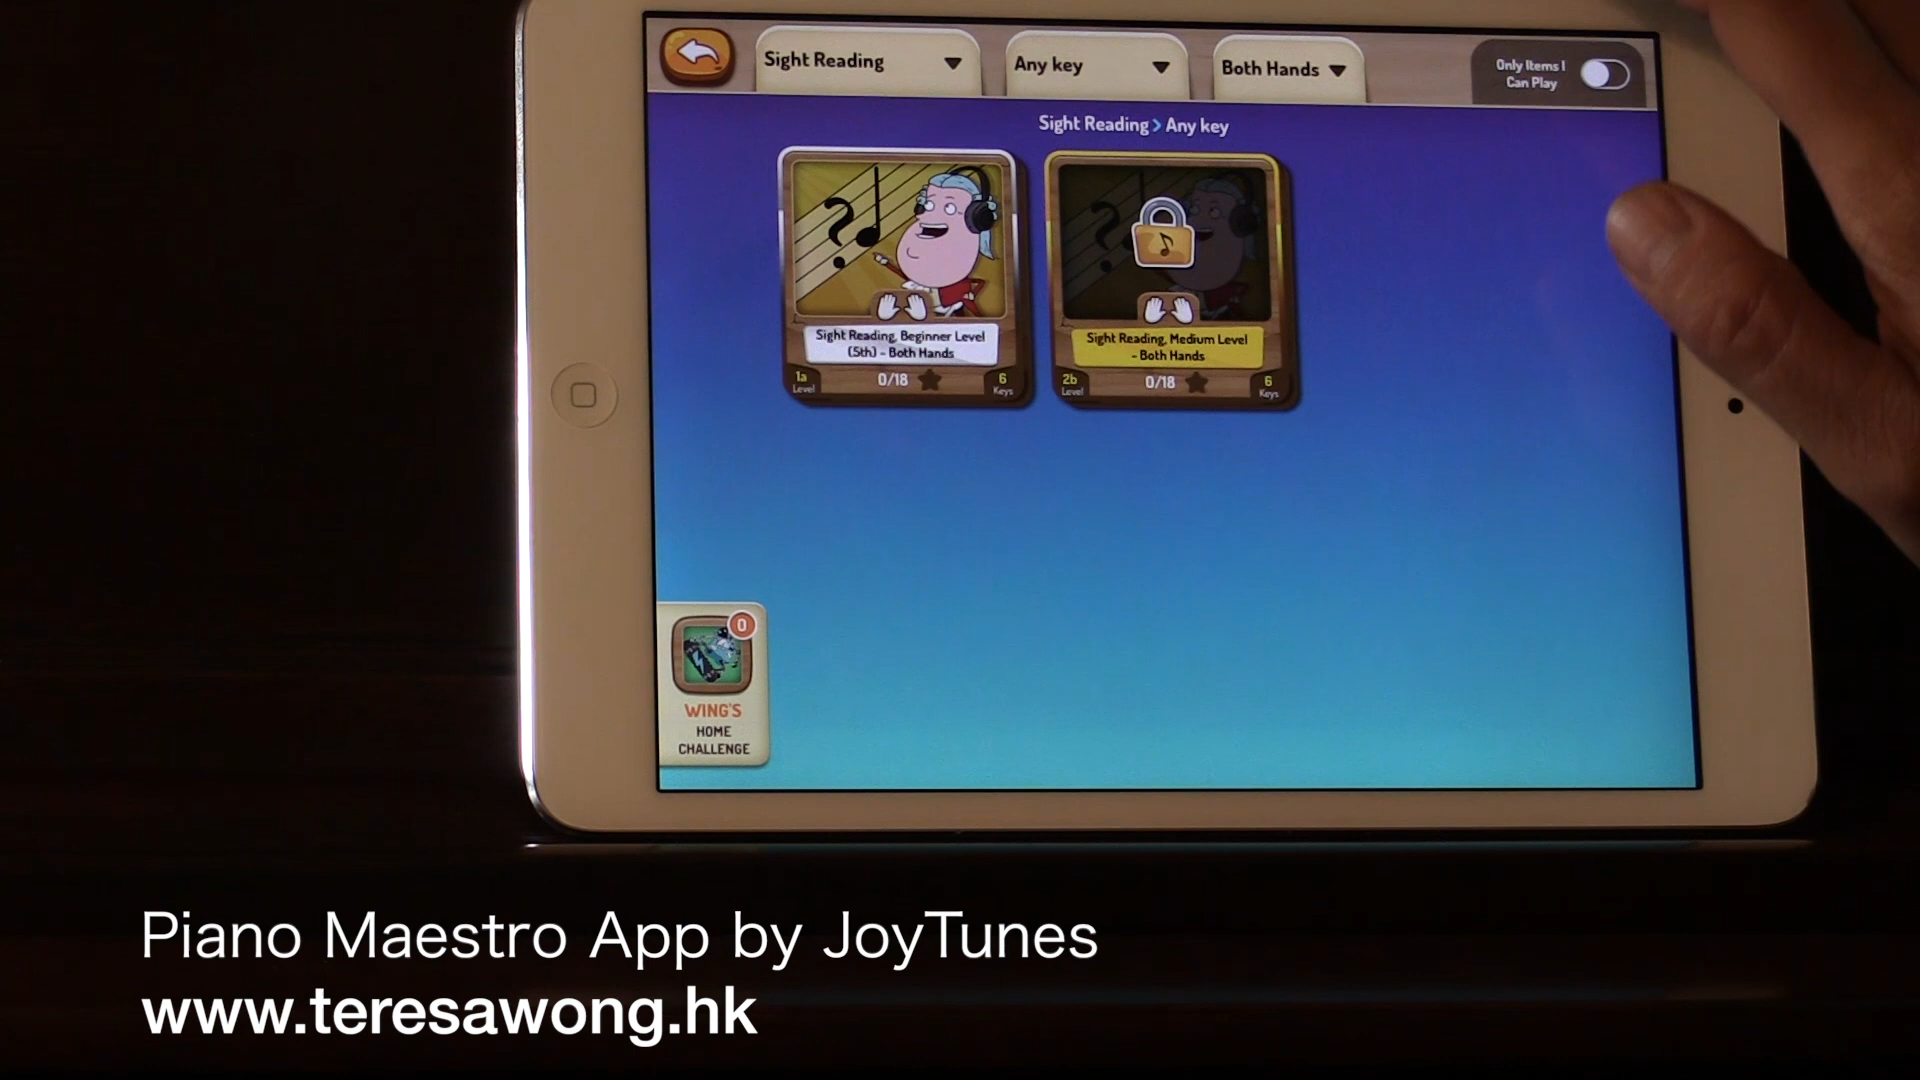 Sight Reading
Any key
Both Hands
Only Items I
Can Play
Sight Reading > Any key
Sight Reading, Beginner Level
(5th) - Both Hands
1a
Level
0/18
6
Keys
Sight Reading, Medium Level
- Both Hands
2b
Level
0/18
6
Keys
0
WING'S
HOME
CHALLENGE
Piano Maestro App by JoyTunes
www.teresawong.hk